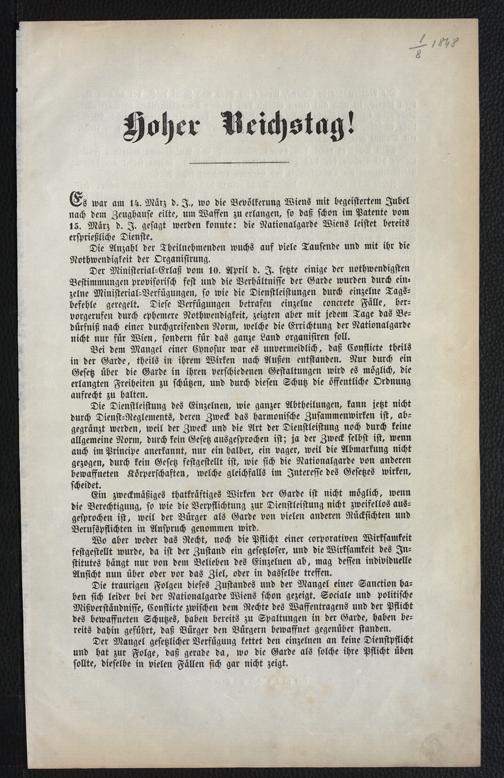 1/8 1848
Hoher Reichstag!
Es war am 14. März d. J., wo die Bevölkerung Wiens mit begeistertem Jubel
nach dem Zeughause eilte, um Waffen zu erlangen, so daß schon im Patente vom
15. März d. J. gesagt werden konnte: die Nationalgarde Wiens leistet bereits
ersprießliche Dienste.
Die Anzahl der Theilnehmenden wuchs auf viele Tausende und mit ihr die
Nothwendigkeit der Organisirung.
Der Ministerial-Erlaß vom 10. April d. J. setzte einige der nothwendigsten
Bestimmungen provisorisch fest und die Verhältnisse der Garde wurden durch ein-
zelne Ministerial-Verfügungen, so wie die Dienstleistungen durch einzelne Tags-
befehle geregelt. Diese Verfügungen betrafen einzelne concrete Fälle, her-
vorgerufen durch ephemere Nothwendigkeit, zeigten aber mit jedem Tage das Be-
dürfniß nach einer durchgreifenden Norm, welche die Errichtung der Nationalgarde
nicht nur für Wien, sondern für das ganze Land organisiren soll.
Bei dem Mangel einer Cynosur war es unvermeidlich, daß Conflicte theils
in der Garde, theils in ihrem Wirken nach Außen entstanden. Nur durch ein
Gesetz über die Garde in ihren verschiedenen Gestaltungen wird es möglich, die
erlangten Freiheiten zu schützen, und durch diesen Schutz die öffentliche Ordnung
aufrecht zu halten.
Die Dienstleistung des Einzelnen, wie ganzer Abtheilungen, kann jetzt nicht
durch Dienst-Reglements, deren Zweck das harmonische Zusammenwirken ist, ab-
gegränzt werden, weil der Zweck und die Art der Dienstleistung noch durch keine
allgemeine Norm, durch kein Gesetz ausgesprochen ist; ja der Zweck selbst ist, wenn
auch im Principe anerkannt, nur ein halber, ein vager, weil die Abmarkung nicht
gezogen, durch kein Gesetz festgestellt ist, wie sich die Nationalgarde von anderen
bewaffneten Körperschaften, welche gleichfalls im Interesse des Gesetzes wirken,
scheidet.
Ein zweckmäßiges thatkräftiges Wirken der Garde ist nicht möglich, wenn
die Berechtigung, so wie die Verpflichtung zur Dienstleistung nicht zweifellos aus-
gesprochen ist, weil der Bürger als Garde von vielen anderen Rücksichten und
Berufspflichten in Anspruch genommen wird.
Wo aber weder das Recht, noch die Pflicht einer corporativen Wirksamkeit
festgestellt wurde, da ist der Zustand ein gesetzloser, und die Wirksamkeit des In-
stitutes hängt nur von dem Belieben des Einzelnen ab, mag dessen individuelle
Ansicht nun über oder vor das Ziel, oder in dasselbe treffen.
Die traurigen Folgen dieses Zustandes und der Mangel einer Sanction ha-
ben sich leider bei der Nationalgarde Wiens schon gezeigt. Sociale und politische
Mißverständnisse, Conflicte zwischen dem Rechte des Waffentragens und der Pflicht
des bewaffneten Schutzes, haben bereits zu Spaltungen in der Garde, haben be-
reits dahin geführt, daß Bürger den Bürgern bewaffnet gegenüber standen.
Der Mangel gesetzlicher Verfügung kettet den einzelnen an keine Dienstpflicht
und hat zur Folge, daß gerade da, wo die Garde als solche ihre Pflicht üben
sollte, dieselbe in vielen Fällen sich gar nicht zeigt.